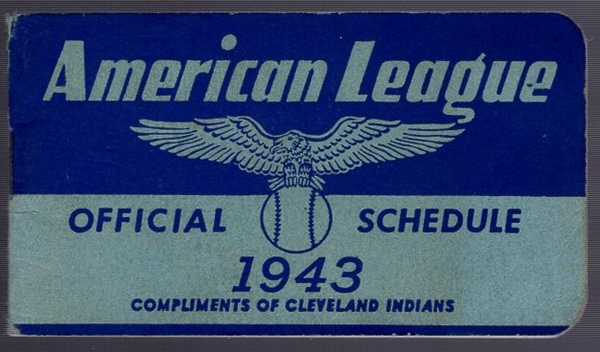 American League
OFFICIAL SCHEDULE
1943
COMPLIMENTS OF CLEVELAND INDIANS